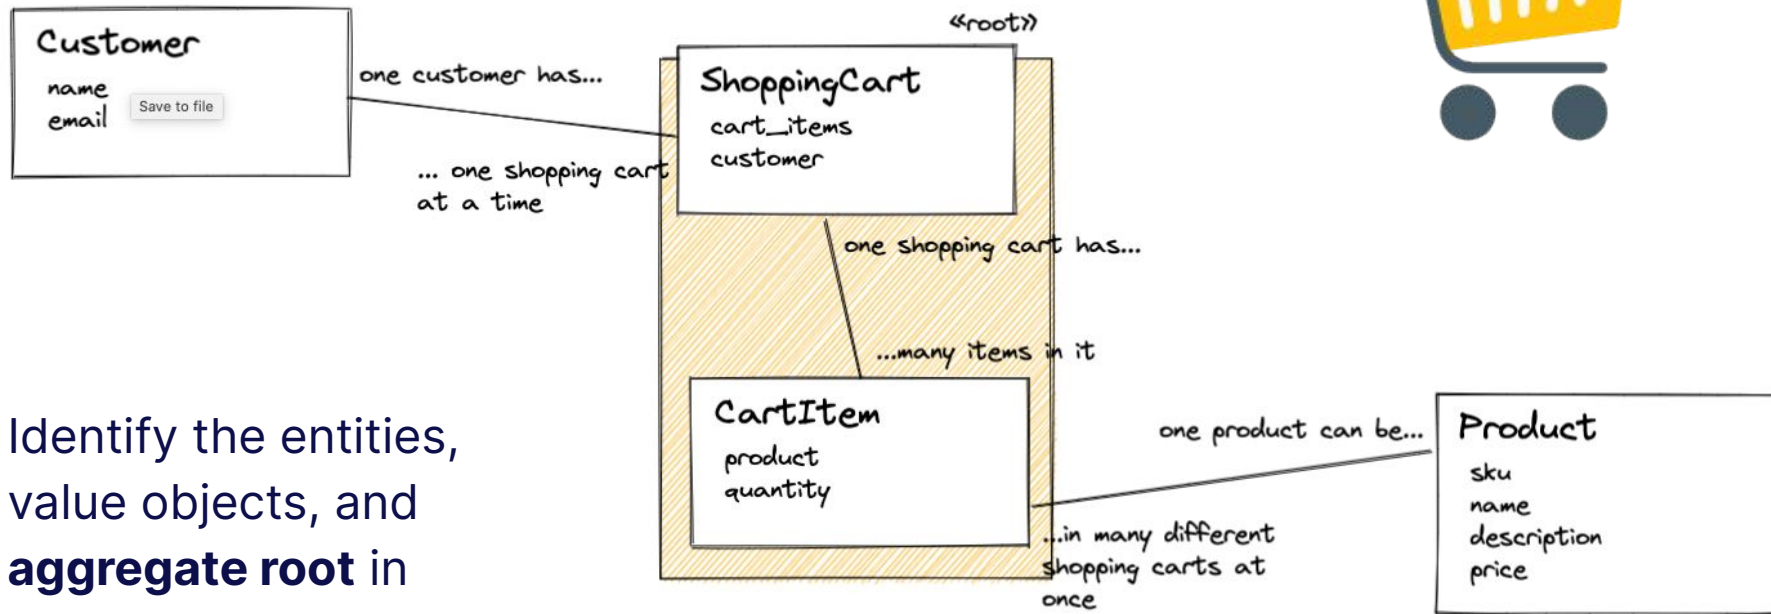 Customer
name
email
Save to file
one customer has...
... one shopping cart
at a time
«root»
ShoppingCart
cart_items
customer
one shopping cart has...
...many items in it
CartItem
product
quantity
one product can be...
...in many different
shopping carts at
once
Product
sku
name
description
price
Identify the entities,
value objects, and
aggregate root in